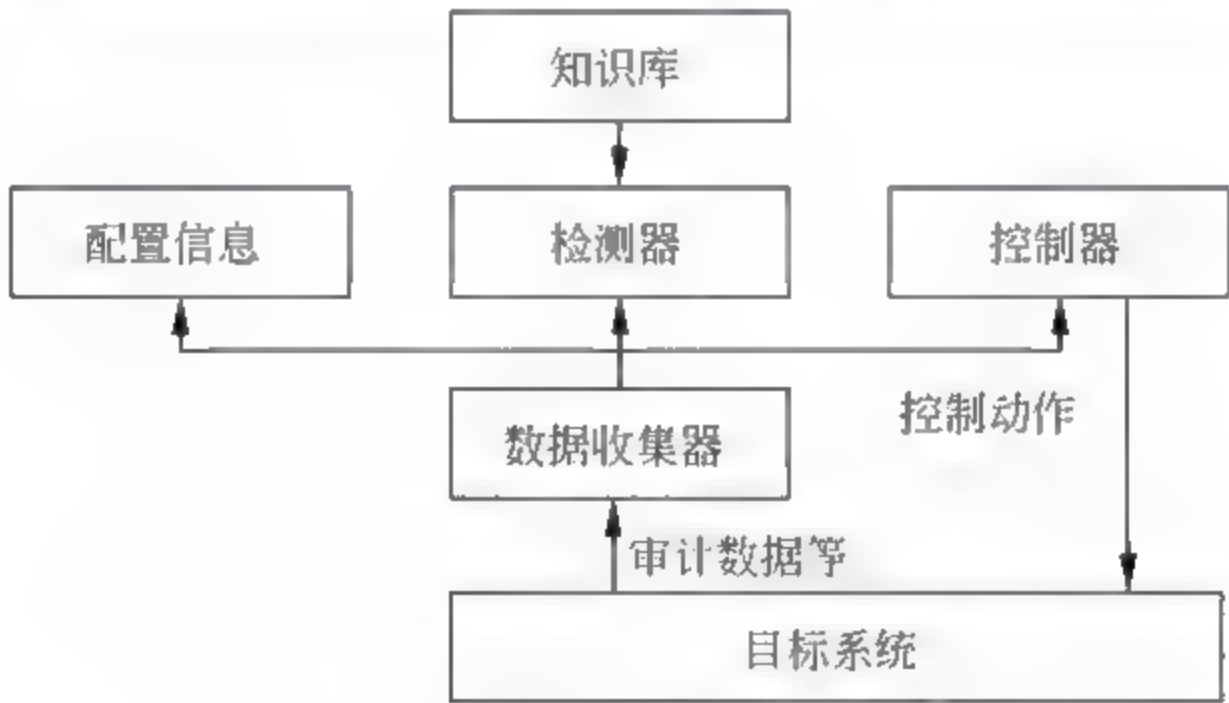 知识库
配置信息
检测器
控制器
控制动作
数据收集器
审计数据等
目标系统